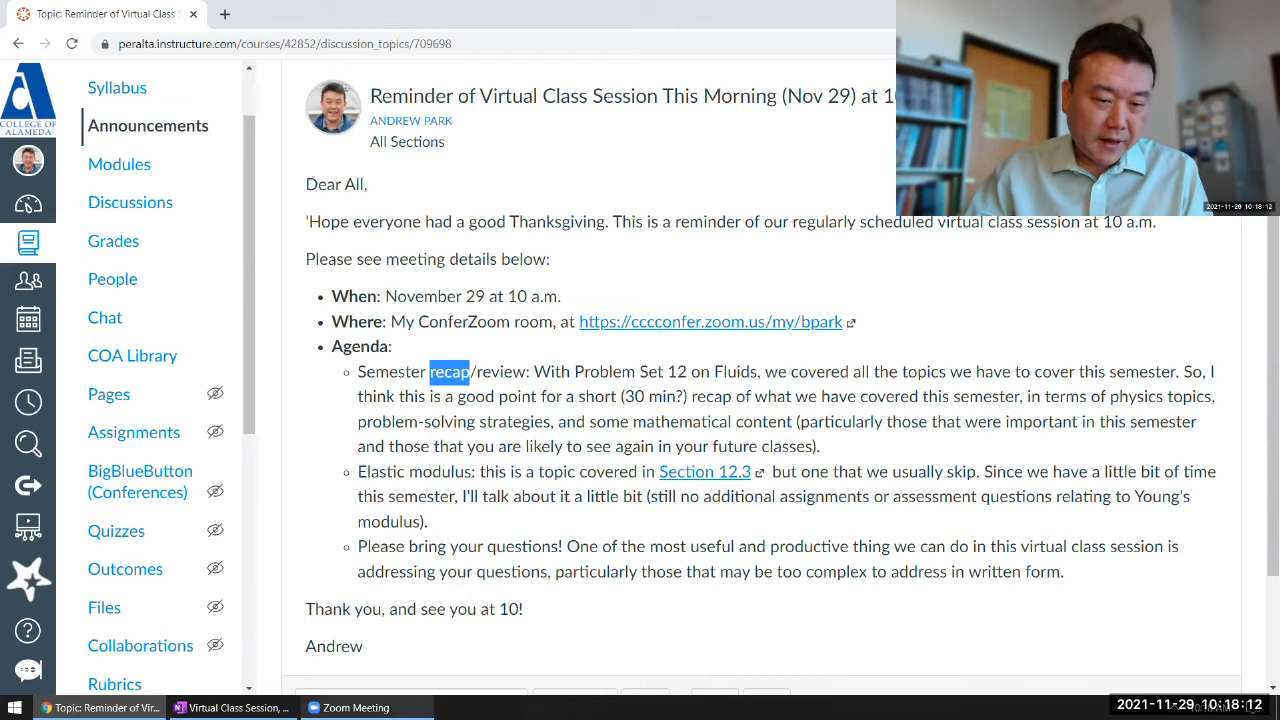 Topic: Reminder of Virtual Class S
peralta.instructure.com/courses/42852/discussion_topics/709698
COLLEGE OF
ALAMEDA
Syllabus
Announcements
Modules
Discussions
Grades
People
Chat
COA Library
Pages
Assignments
BigBlueButton
(Conferences)
Quizzes
Outcomes
Files
Collaborations
Rubrics
Reminder of Virtual Class Session This Morning (Nov 29) at 1
ANDREW PARK
All Sections
Dear All,
'Hope everyone had a good Thanksgiving. This is a reminder of our regularly scheduled virtual class session at 10 a.m.
Please see meeting details below:
• When: November 29 at 10 a.m.
• Where: My ConferZoom room, at https://cccconfer.zoom.us/my/bpark
• Agenda:
Semester recap/review: With Problem Set 12 on Fluids, we covered all the topics we have to cover this semester. So, I
think this is a good point for a short (30 min?) recap of what we have covered this semester, in terms of physics topics,
problem-solving strategies, and some mathematical content (particularly those that were important in this semester
and those that you are likely to see again in your future classes).
Elastic modulus: this is a topic covered in Section 12.3 but one that we usually skip. Since we have a little bit of time
this semester, I'll talk about it a little bit (still no additional assignments or assessment questions relating to Young's
modulus).
Please bring your questions! One of the most useful and productive thing we can do in this virtual class session is
addressing your questions, particularly those that may be too complex to address in written form.
Thank you, and see you at 10!
Andrew
2021-11-29 10:18:12
Topic: Reminder of Vir...
Virtual Class Session, ...
Zoom Meeting
2021-11-29 10:18:12